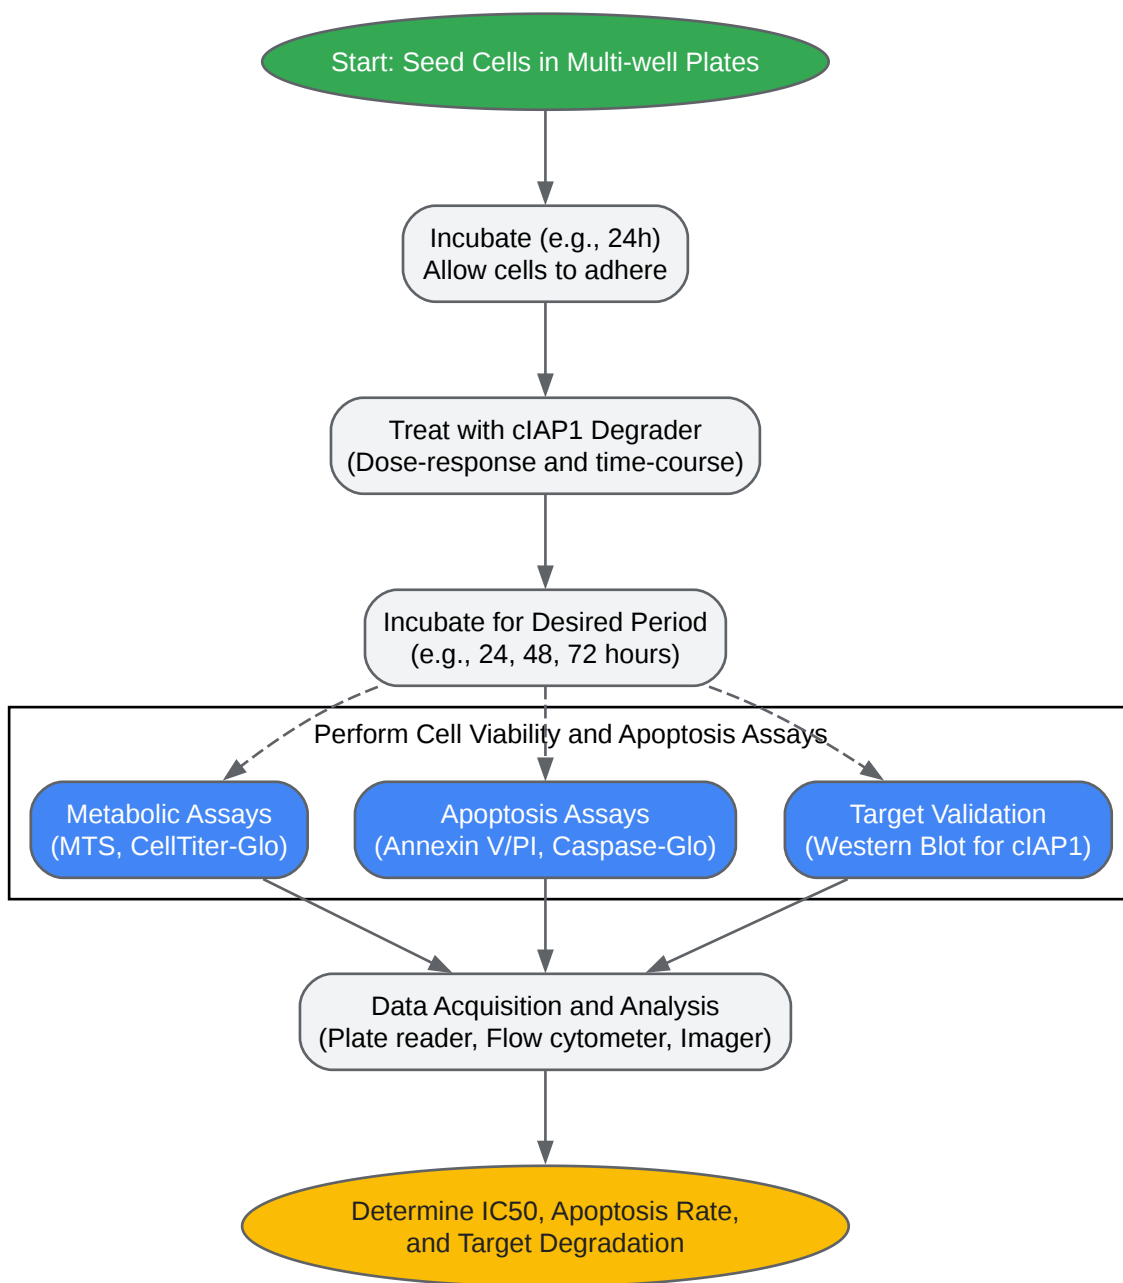 Start: Seed Cells in Multi-well Plates
Incubate (e.g., 24h)
Allow cells to adhere
Treat with cIAP1 Degrader
(Dose-response and time-course)
Incubate for Desired Period
(e.g., 24, 48, 72 hours)
Perform Cell Viability and Apoptosis Assays
Metabolic Assays
(MTS, CellTiter-Glo)
Apoptosis Assays
(Annexin V/PI, Caspase-Glo)
Target Validation
(Western Blot for cIAP1)
Data Acquisition and Analysis
(Plate reader, Flow cytometer, Imager)
Determine IC50, Apoptosis Rate,
and Target Degradation